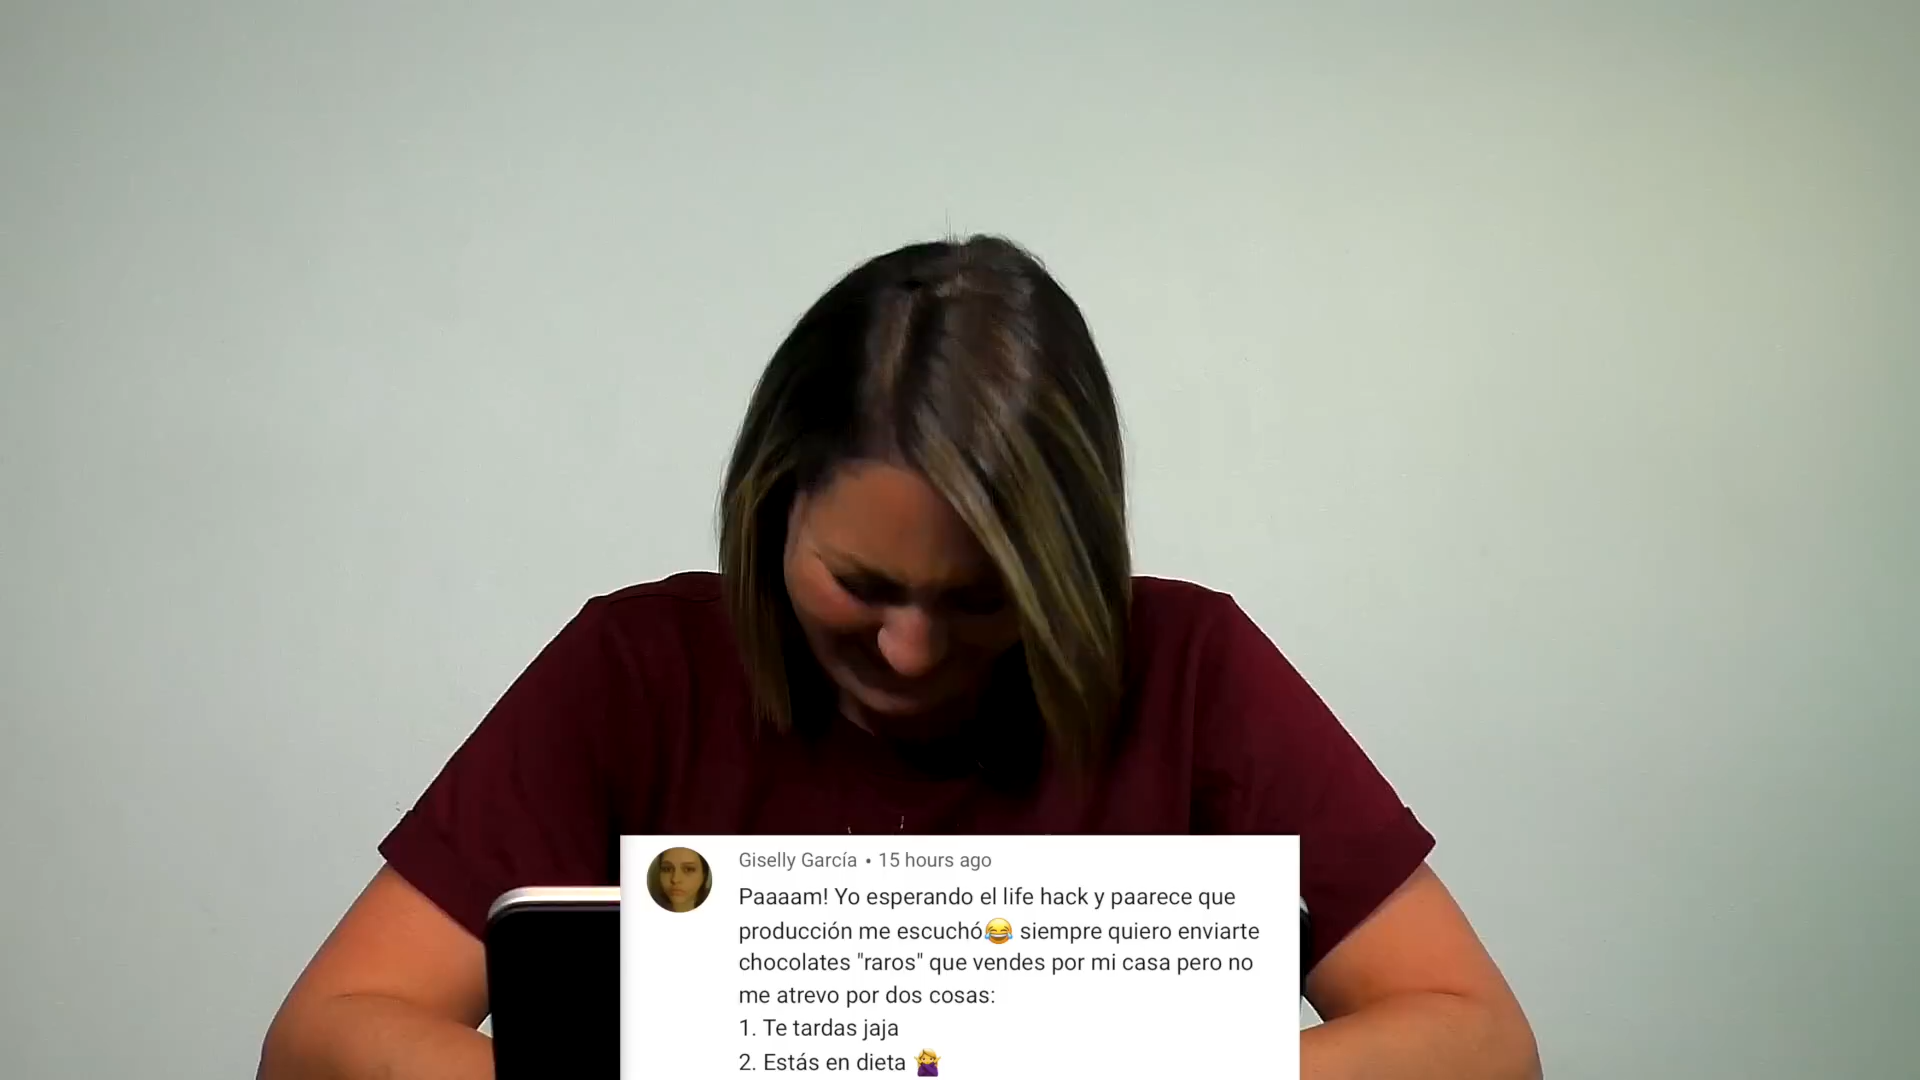 Giselly García • 15 hours ago
Paaaam! Yo esperando el life hack y paarece que
producción me escuchó😂 siempre quiero enviarte
chocolates "raros" que vendes por mi casa pero no
me atrevo por dos cosas:
1. Te tardas jaja
2. Estás en dieta 🤷‍♀️